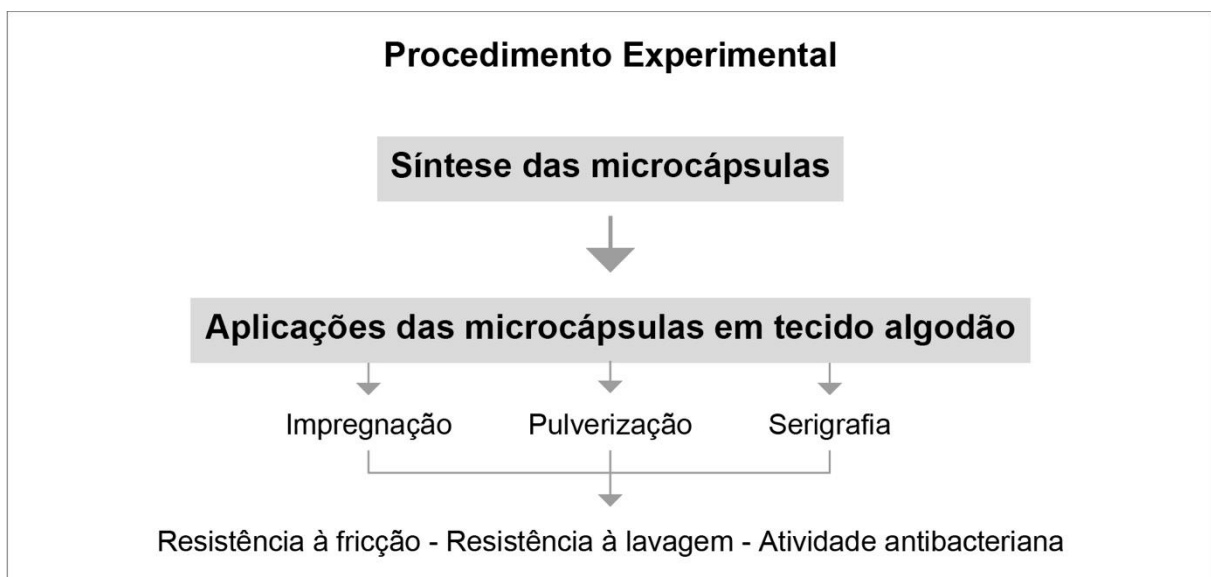 Procedimento Experimental
Síntese das microcápsulas
Aplicações das microcápsulas em tecido algodão
Impregnação Pulverização Serigrafia
Resistência à fricção - Resistência à lavagem - Atividade antibacteriana